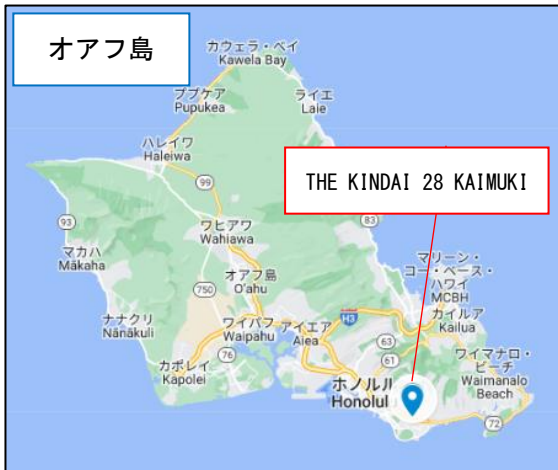 オアフ島
カウェラ・ベイ
Kawela Bay
ププケア
Pupukea
ライエ
Laie
ハレイワ
Haleiwa
THE KINDAI 28 KAIMUKI
99
83
93
ワヒアワ
Wahiawa
マカハ
Mākaha
マリーン・
コー・ベース・
ハワイ
MCBH
オアフ島
O'ahu
750
H3
カイルア
Kailua
ナナクリ
Nānākuli
ワイパフ
Waipahu
アイエア
Aiea
63
61
76
カポレイ
Kapolei
ワイマナロ・
ビーチ
Waimanalo
Beach
ホノルル
Honolulu
72